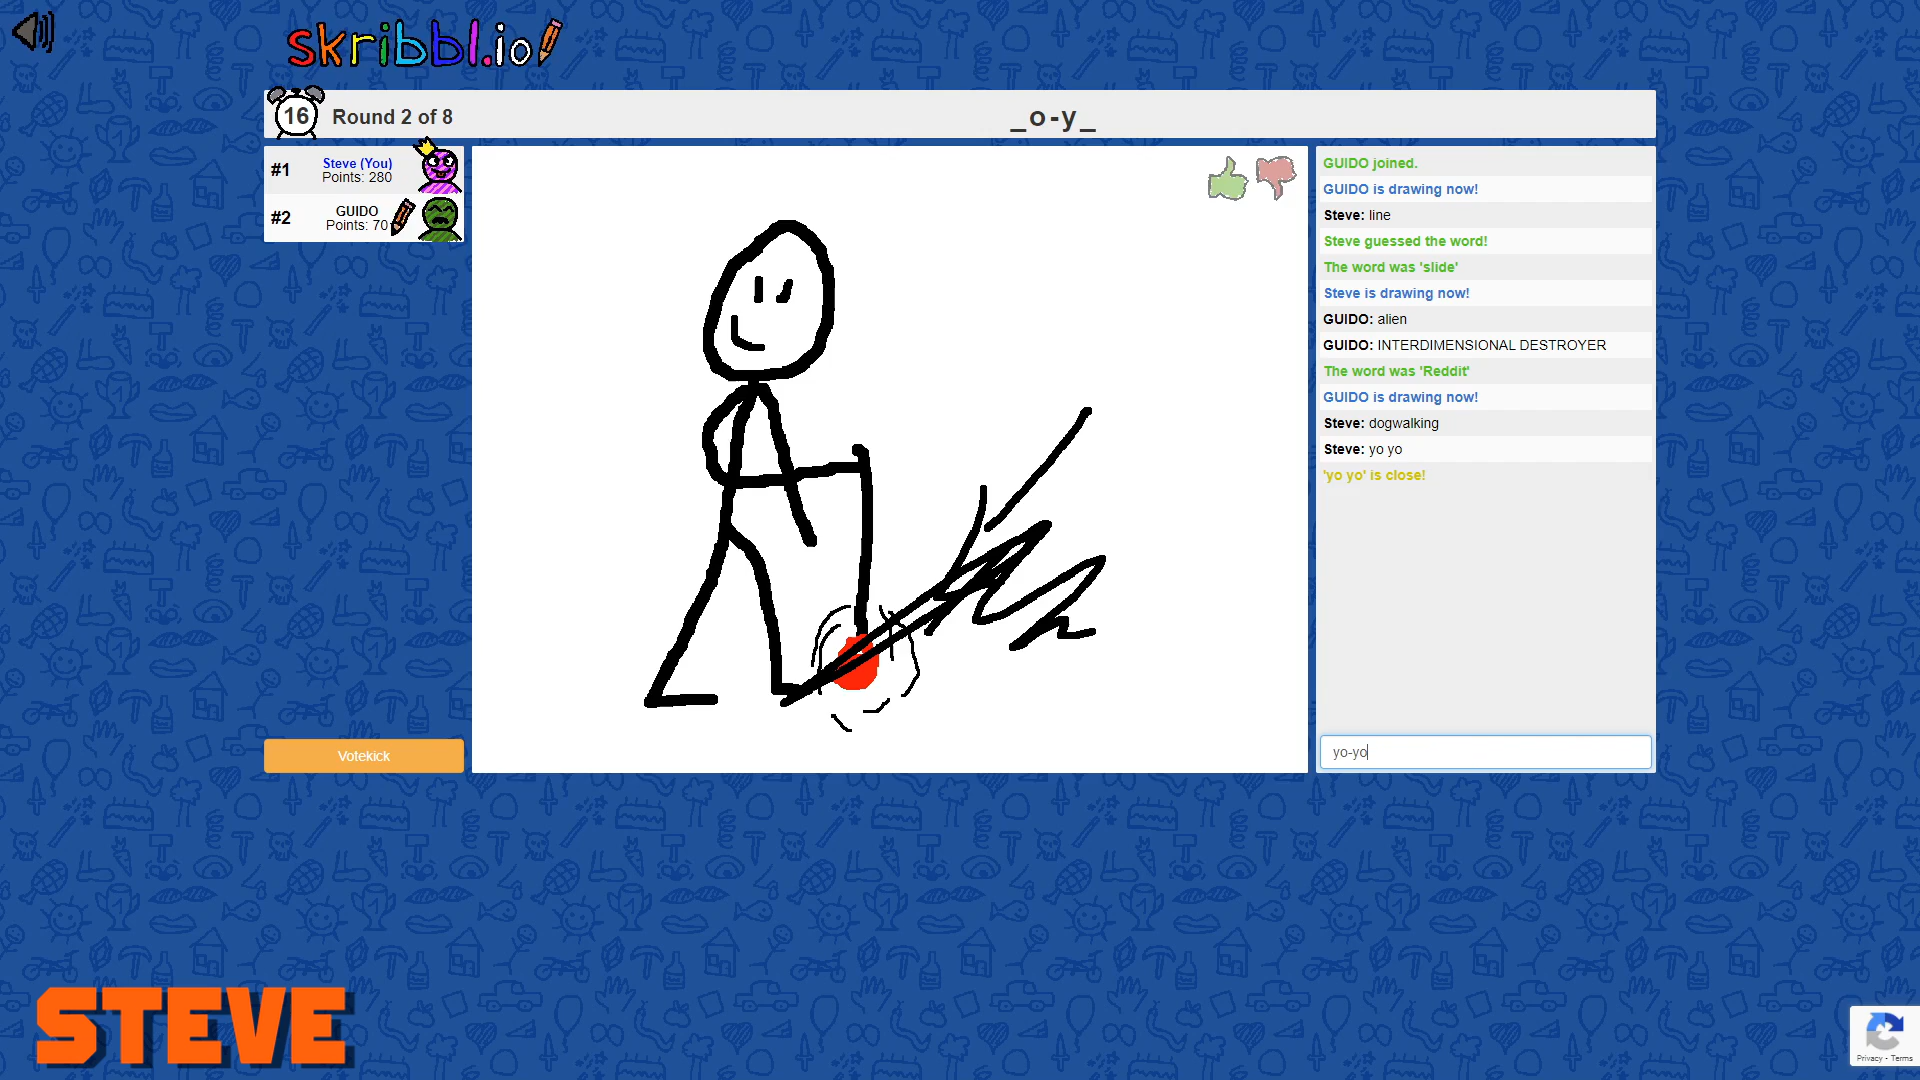 skribbl.io
16
Round 2 of 8
_o-y_
#1
Steve (You)
Points: 280
#2
GUIDO
Points: 70
GUIDO joined.
GUIDO is drawing now!
Steve: line
Steve guessed the word!
The word was 'slide'
Steve is drawing now!
GUIDO: alien
GUIDO: INTERDIMENSIONAL DESTROYER
The word was 'Reddit'
GUIDO is drawing now!
Steve: dogwalking
Steve: yo yo
'yo yo' is close!
Votekick
yo-yo
STEVE
Privacy - Terms